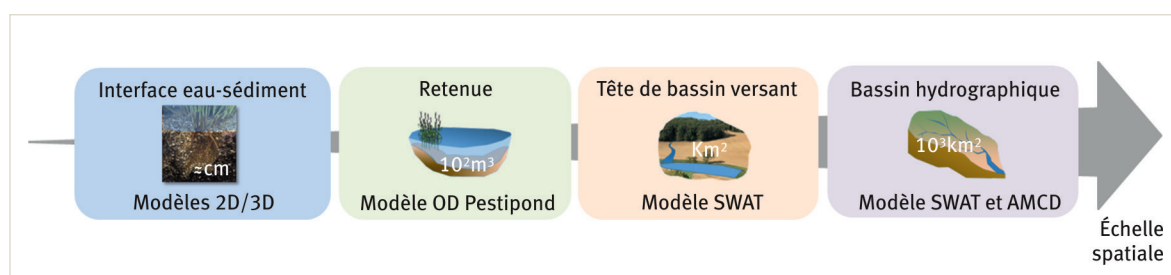 Interface eau-sédiment
≈cm
Modèles 2D/3D
Retenue
10²m³
Modèle OD Pestipond
Tête de bassin versant
Km²
Modèle SWAT
Bassin hydrographique
10³km²
Modèle SWAT et AMCD
Échelle
spatiale